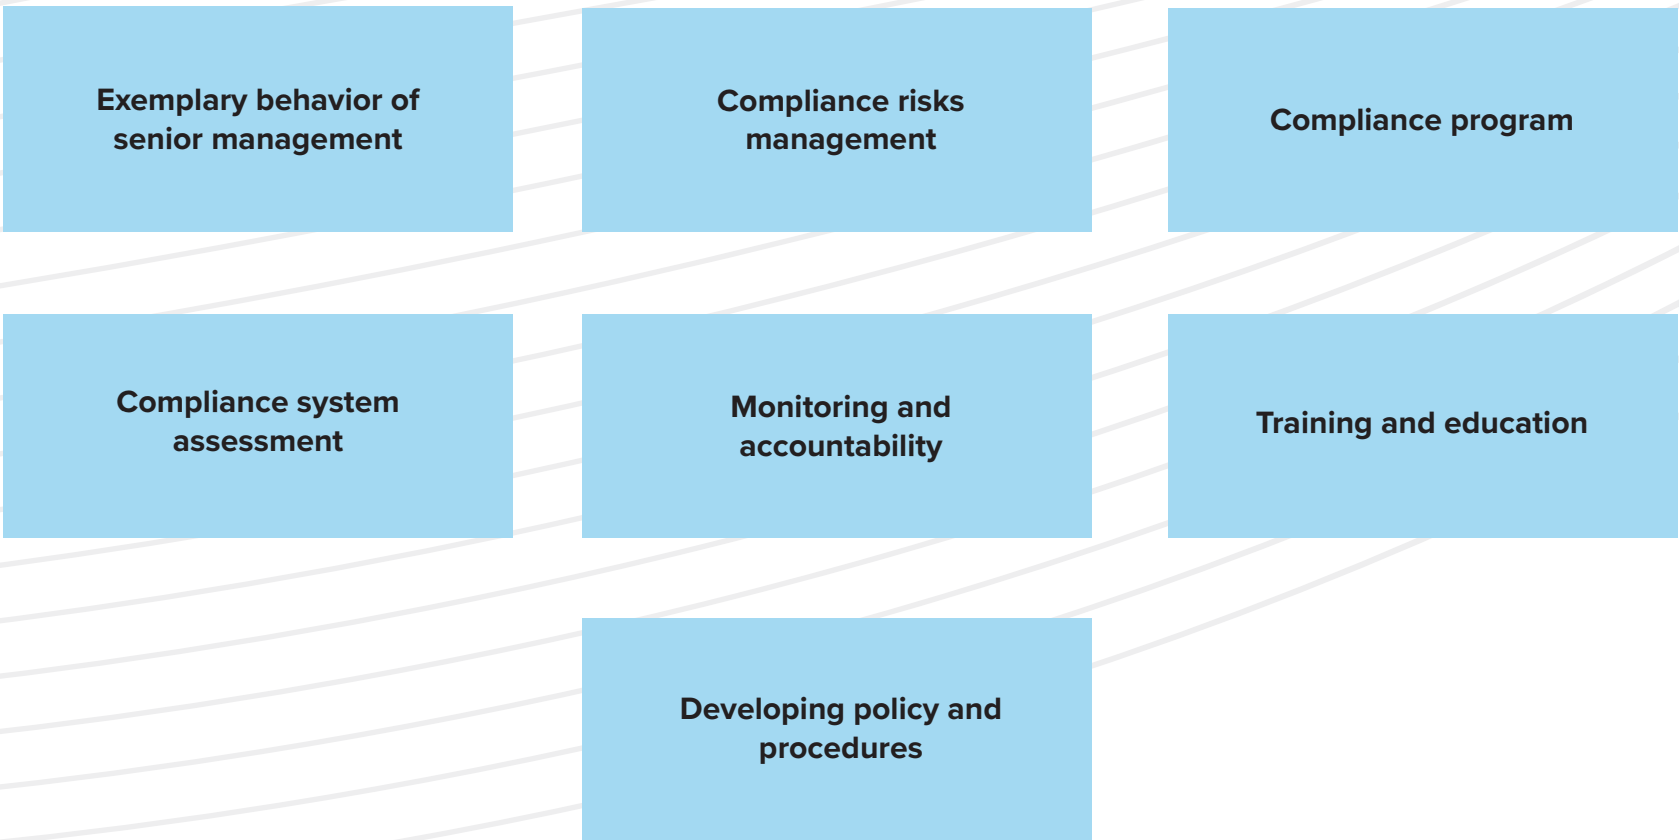 Exemplary behavior of
senior management
Compliance risks
management
Compliance program
Compliance system
assessment
Monitoring and
accountability
Training and education
Developing policy and
procedures